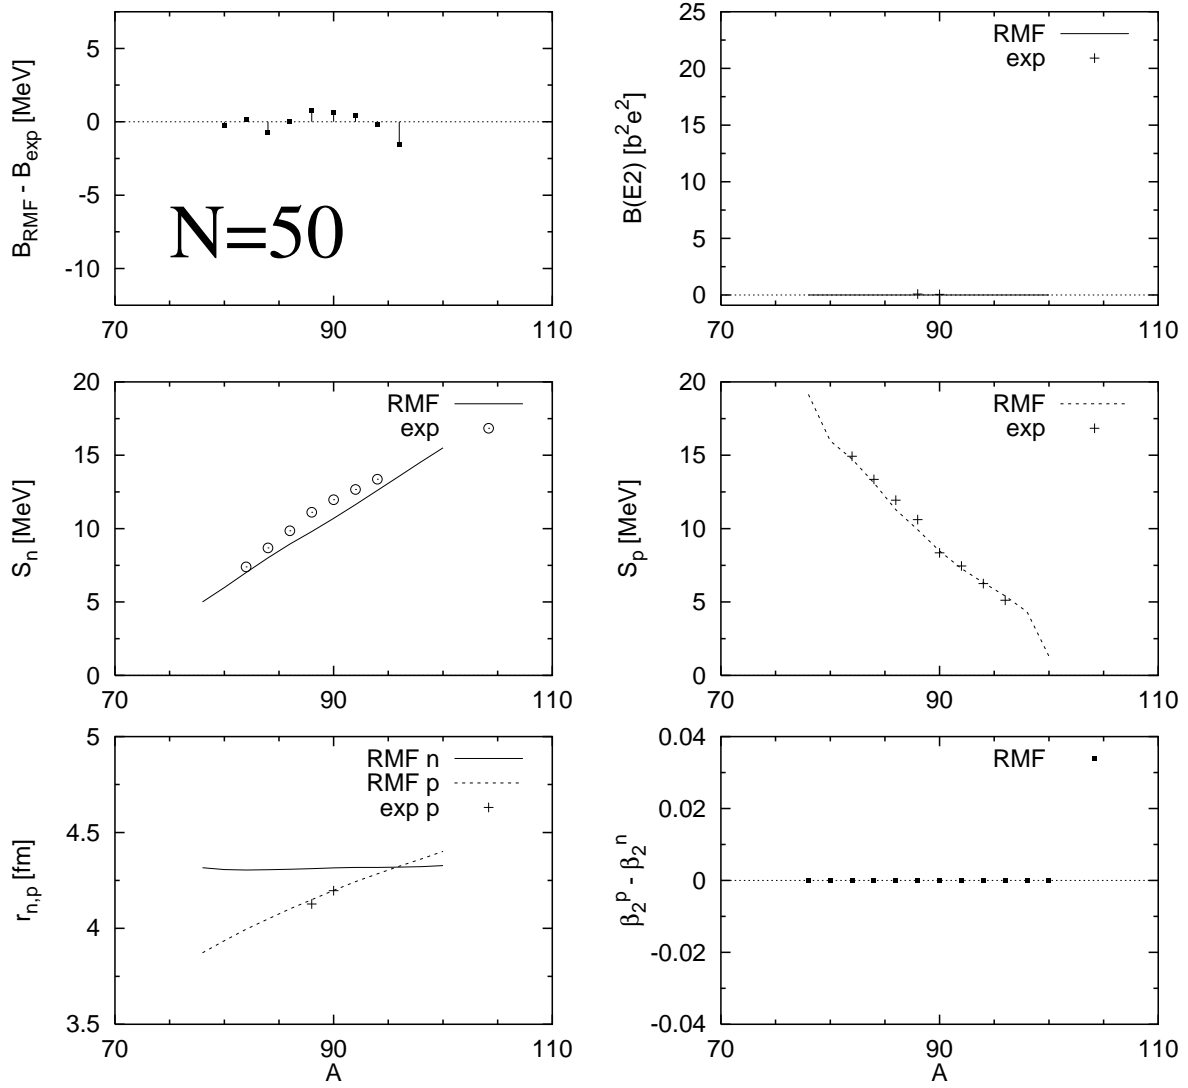 B_RMF - B_exp [MeV]
5
0
-5
-10
N=50
70
90
110
B(E2) [b^2e^2]
25
20
15
10
5
0
RMF
exp
70
90
110
S_n [MeV]
20
15
10
5
0
RMF
exp
70
90
110
S_p [MeV]
20
15
10
5
0
RMF
exp
70
90
110
r_n,p [fm]
5
4.5
4
3.5
RMF n
RMF p
exp p
70
90
110
A
β_2^p - β_2^n
0.04
0.02
0
-0.02
-0.04
RMF
70
90
110
A